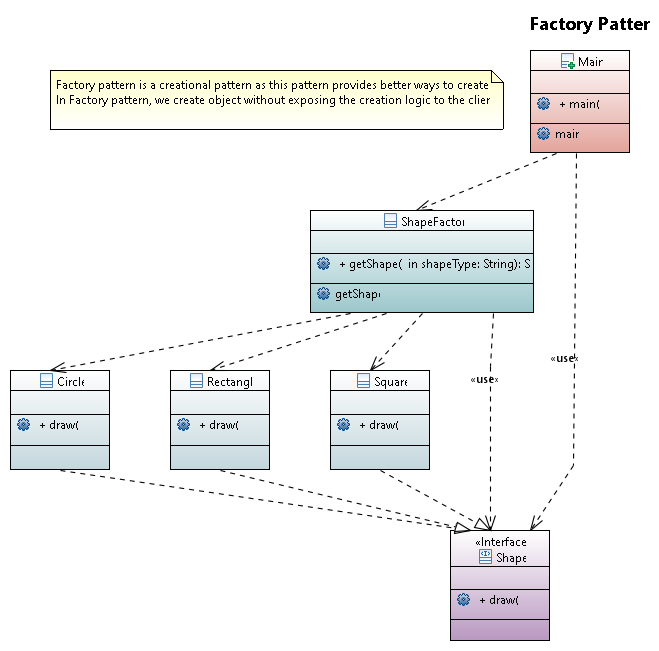 Factory Patter
Mair
+ main(
mair
Factory pattern is a creational pattern as this pattern provides better ways to create
In Factory pattern, we create object without exposing the creation logic to the clier
ShapeFactor
+ getShape( in shapeType: String): S
getShap
«use»
«use»
Circle
+ draw(
Rectangl
+ draw(
Square
+ draw(
«Interface
Shape
+ draw(